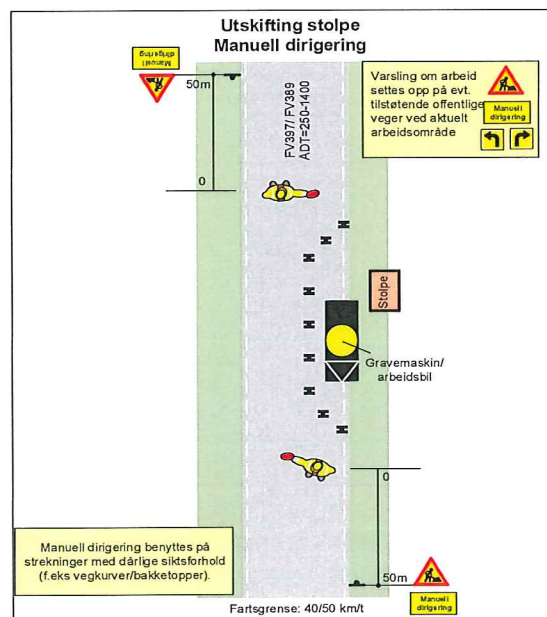 Utskifting stolpe
Manuell dirigering
Manuell
dirigering
50m
0
FV397/ FV389
ADT=250-1400
Varsling om arbeid
settes opp på evt.
tilstøtende offentlige
veger ved aktuelt
arbeidsområde
Manuell
dirigering
Stolpe
Gravemaskin/
arbeidsbil
0
Manuell dirigering benyttes på
strekninger med dårlige siktsforhold
(f.eks vegkurver/bakketopper).
50m
Manuell
dirigering
Fartsgrense: 40/50 km/t